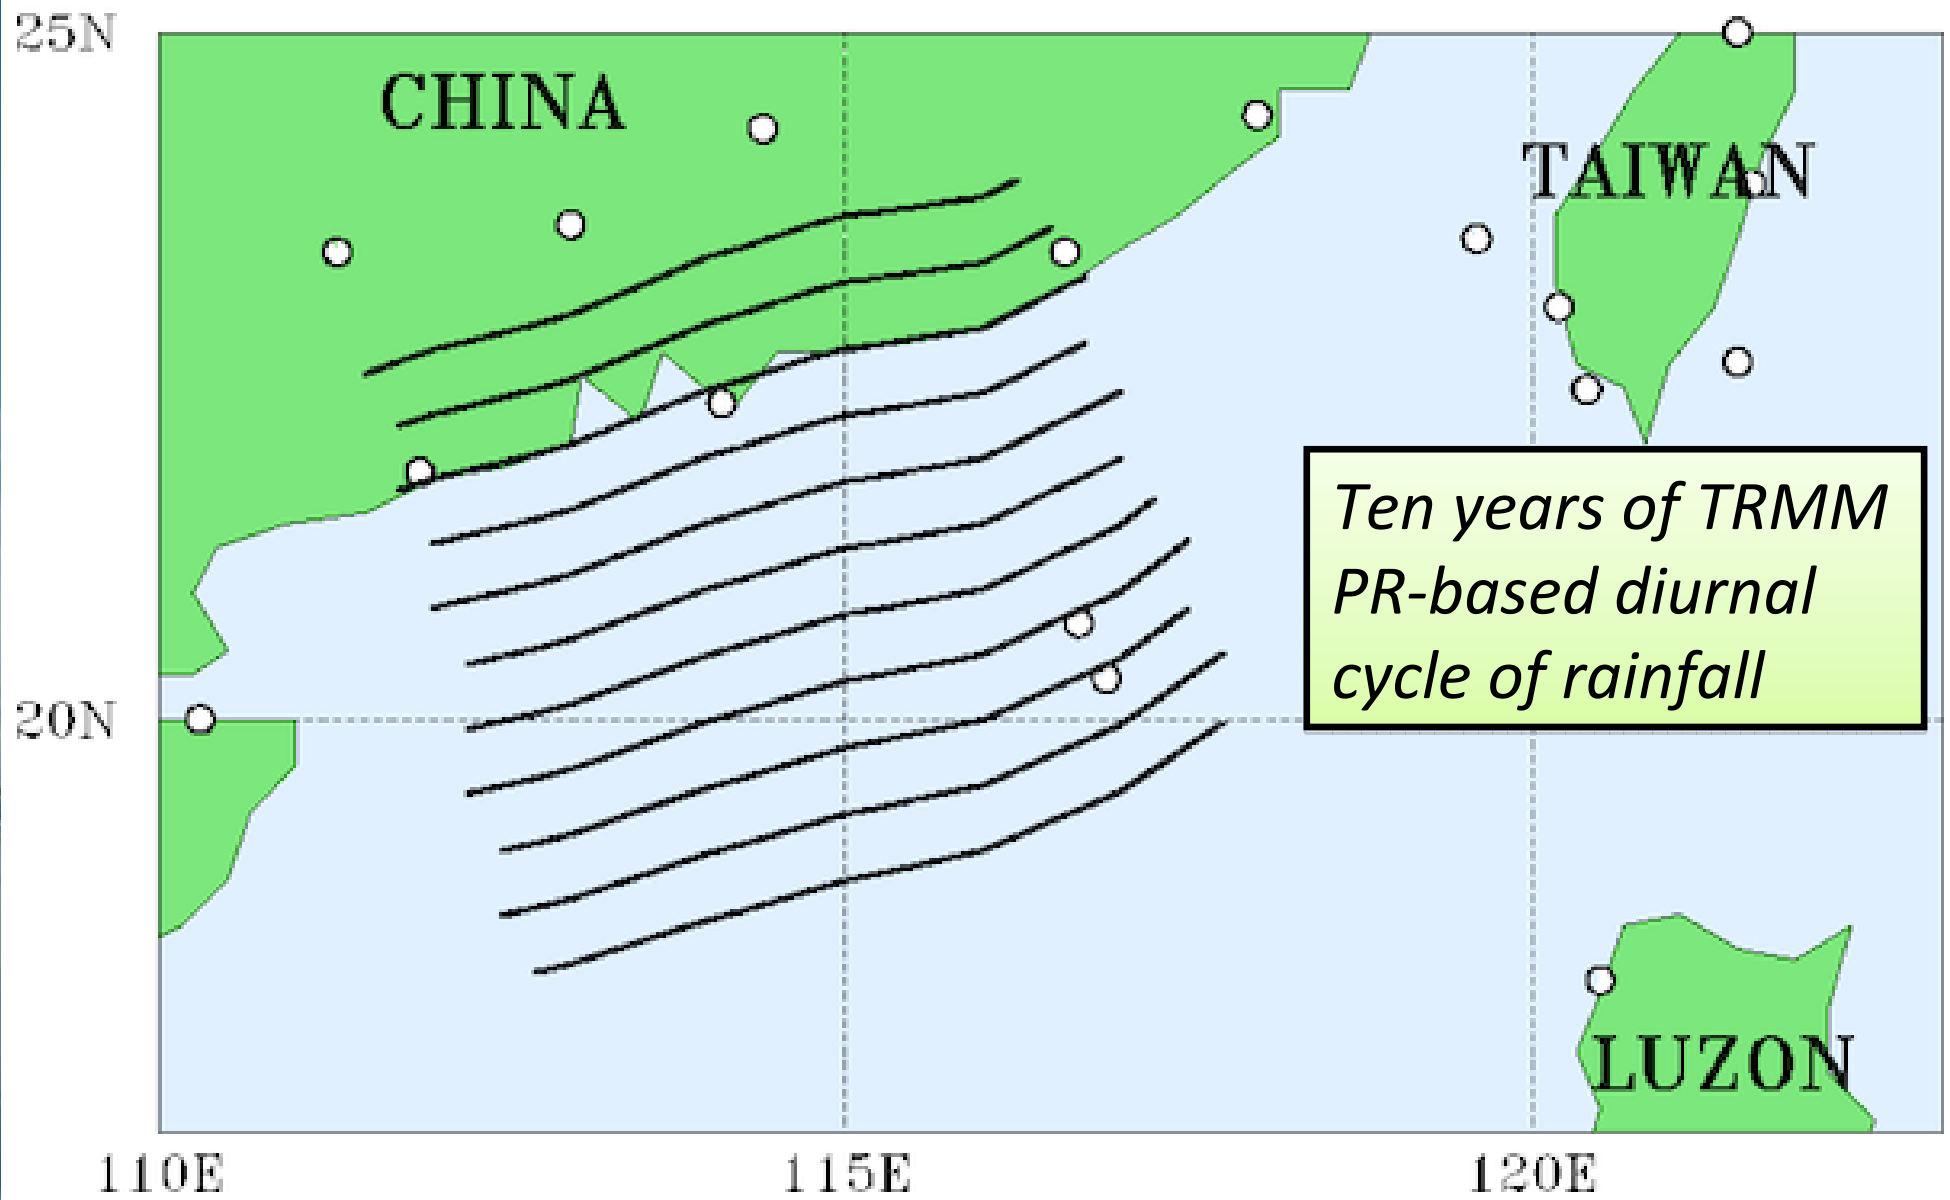 25N
CHINA
TAIWAN
Ten years of TRMM
PR-based diurnal
cycle of rainfall
20N
LUZON
110E
115E
120E